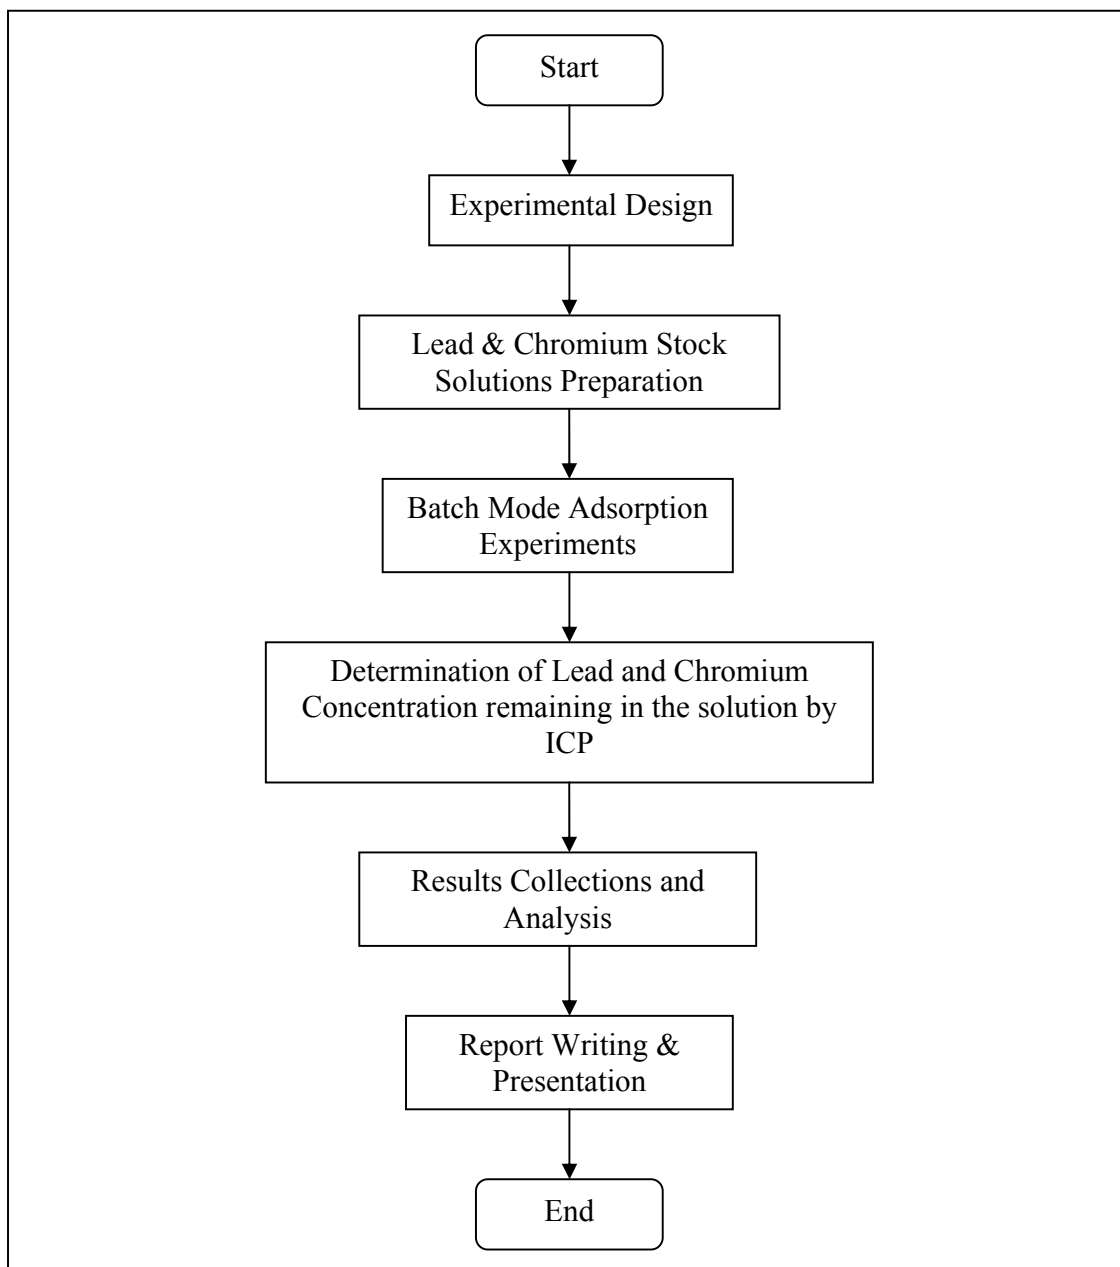 Start
Experimental Design
Lead & Chromium Stock
Solutions Preparation
Batch Mode Adsorption
Experiments
Determination of Lead and Chromium
Concentration remaining in the solution by
ICP
Results Collections and
Analysis
Report Writing &
Presentation
End